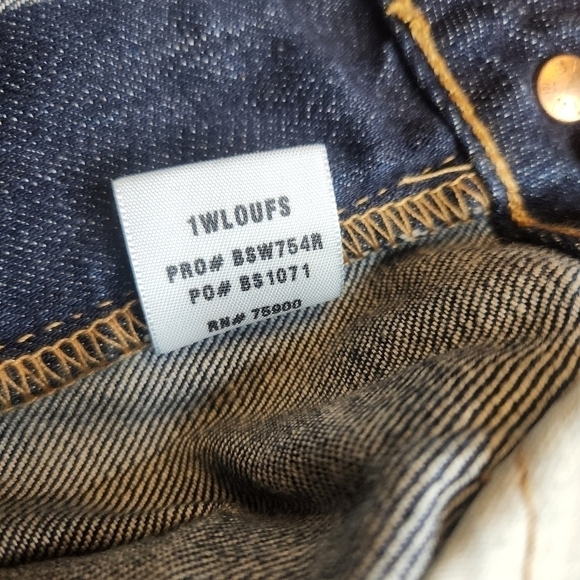 1WLOUFS
PRO# BSW754R
PO# BS1071
RN# 75900